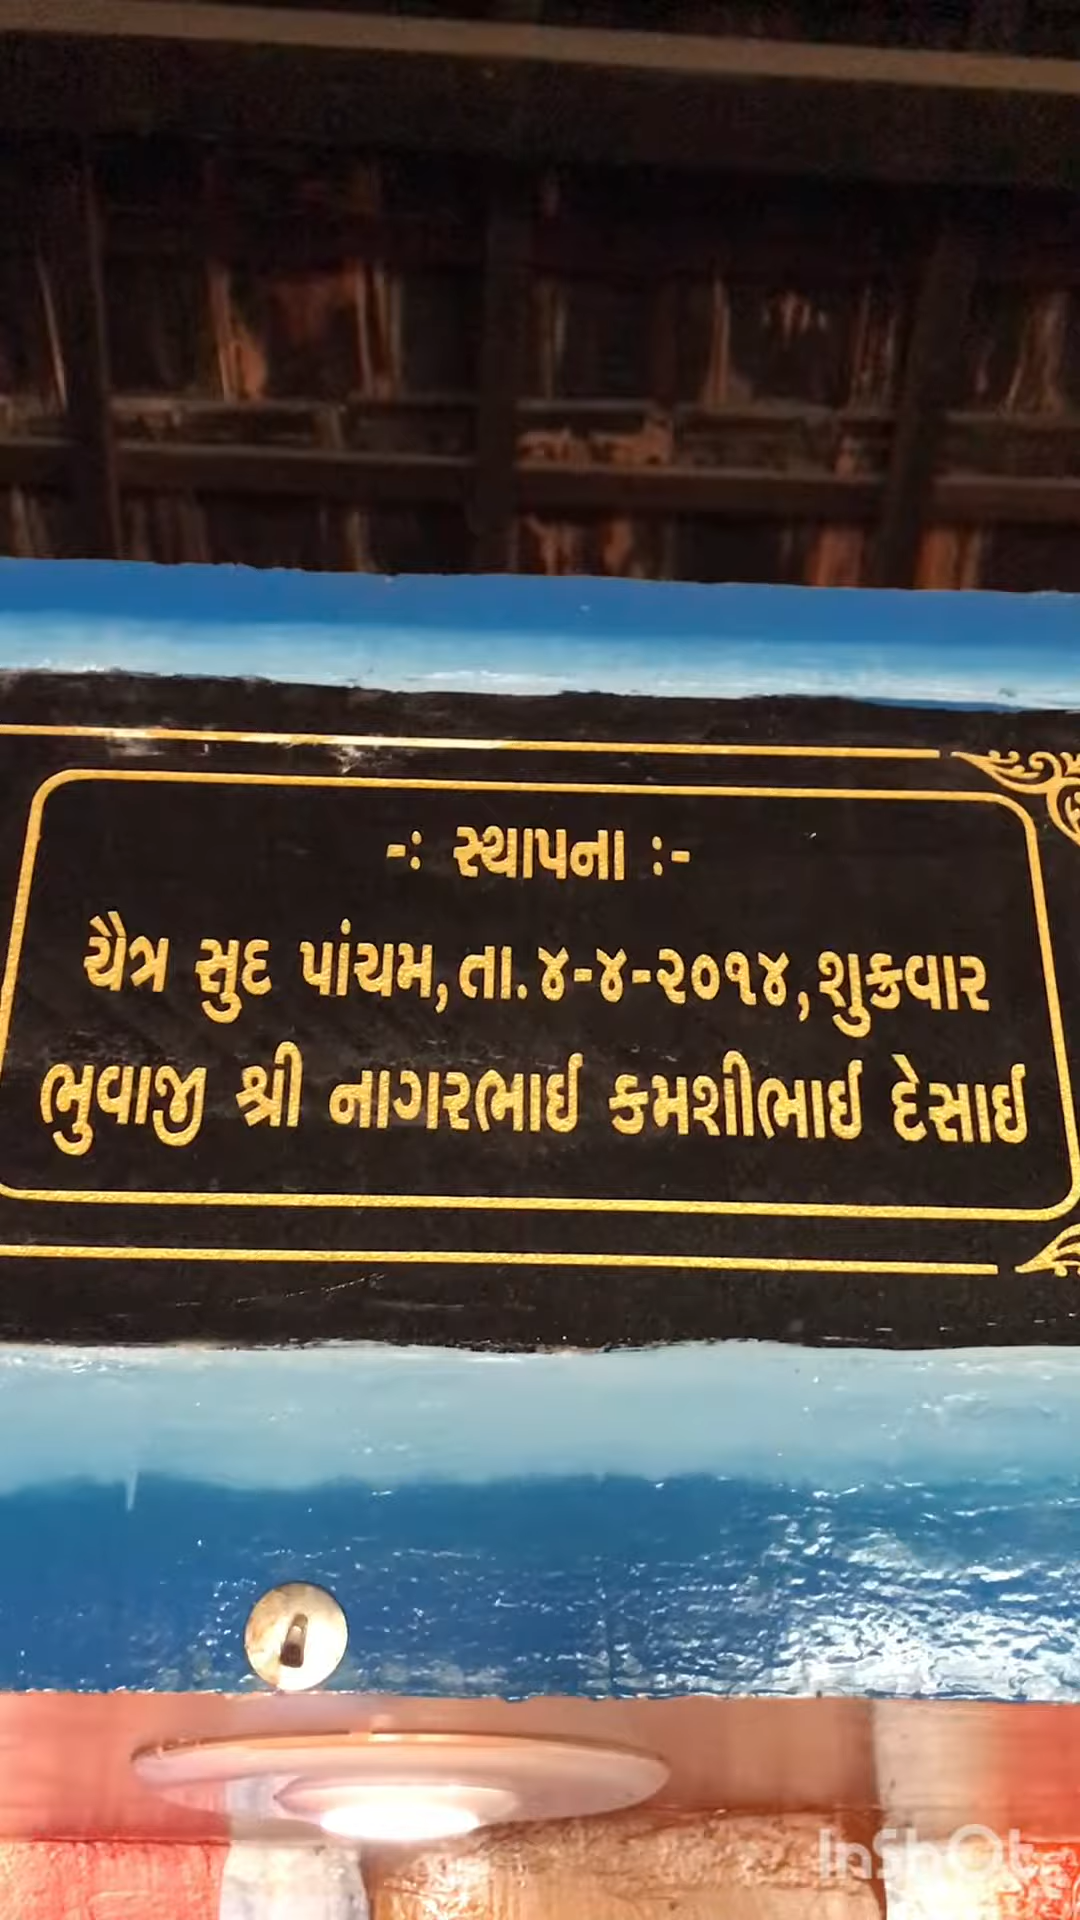 -: સ્થાપના :-
ચૈત્ર સુદ પાંચમ, તા. ૪-૪-૨૦૧૪, શુક્રવાર
ભુવાજી શ્રી નાગરભાઈ કમશીભાઈ દેસાઈ
InShot